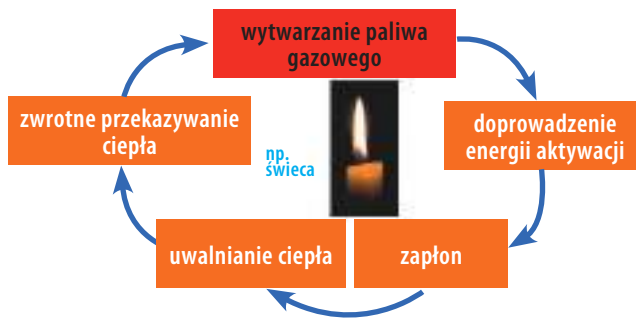 wytwarzanie paliwa
gazowego
doprowadzenie
energii aktywacji
zapłon
uwalnianie ciepła
zwrotne przekazywanie
ciepła
np.
świeca